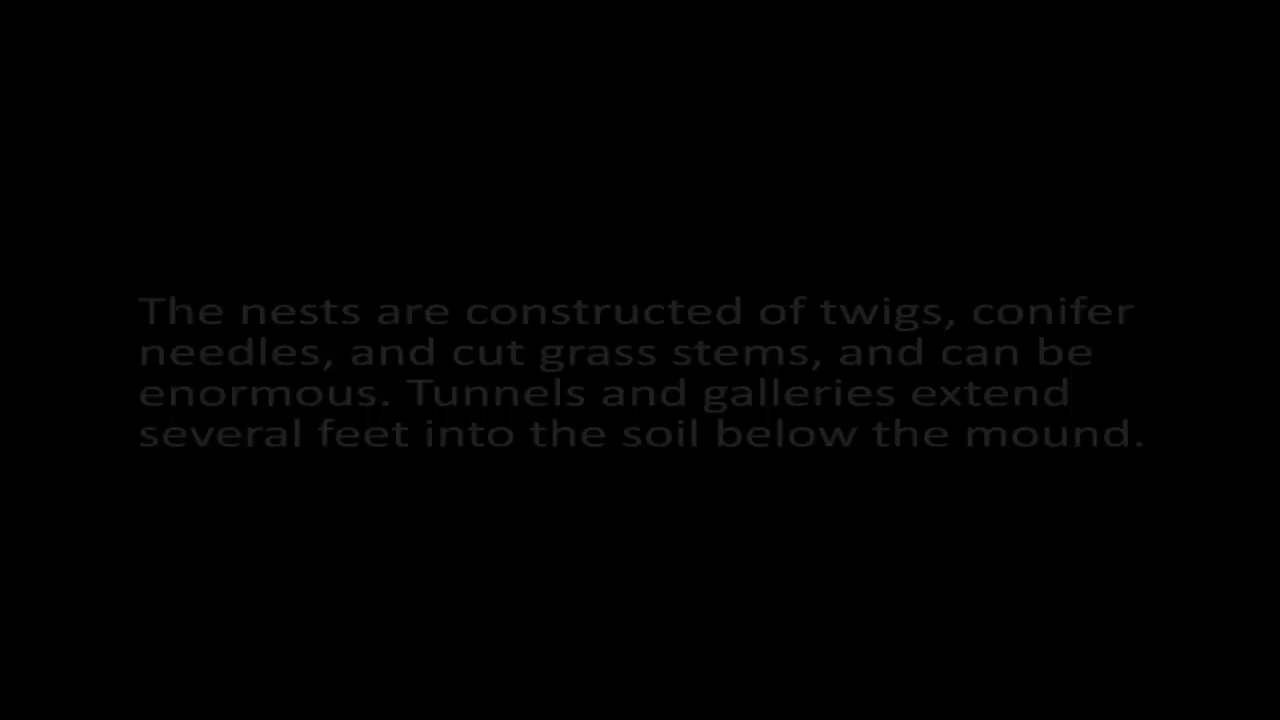 The nests are constructed of twigs, conifer
needles, and cut grass stems, and can be
enormous. Tunnels and galleries extend
several feet into the soil below the mound.